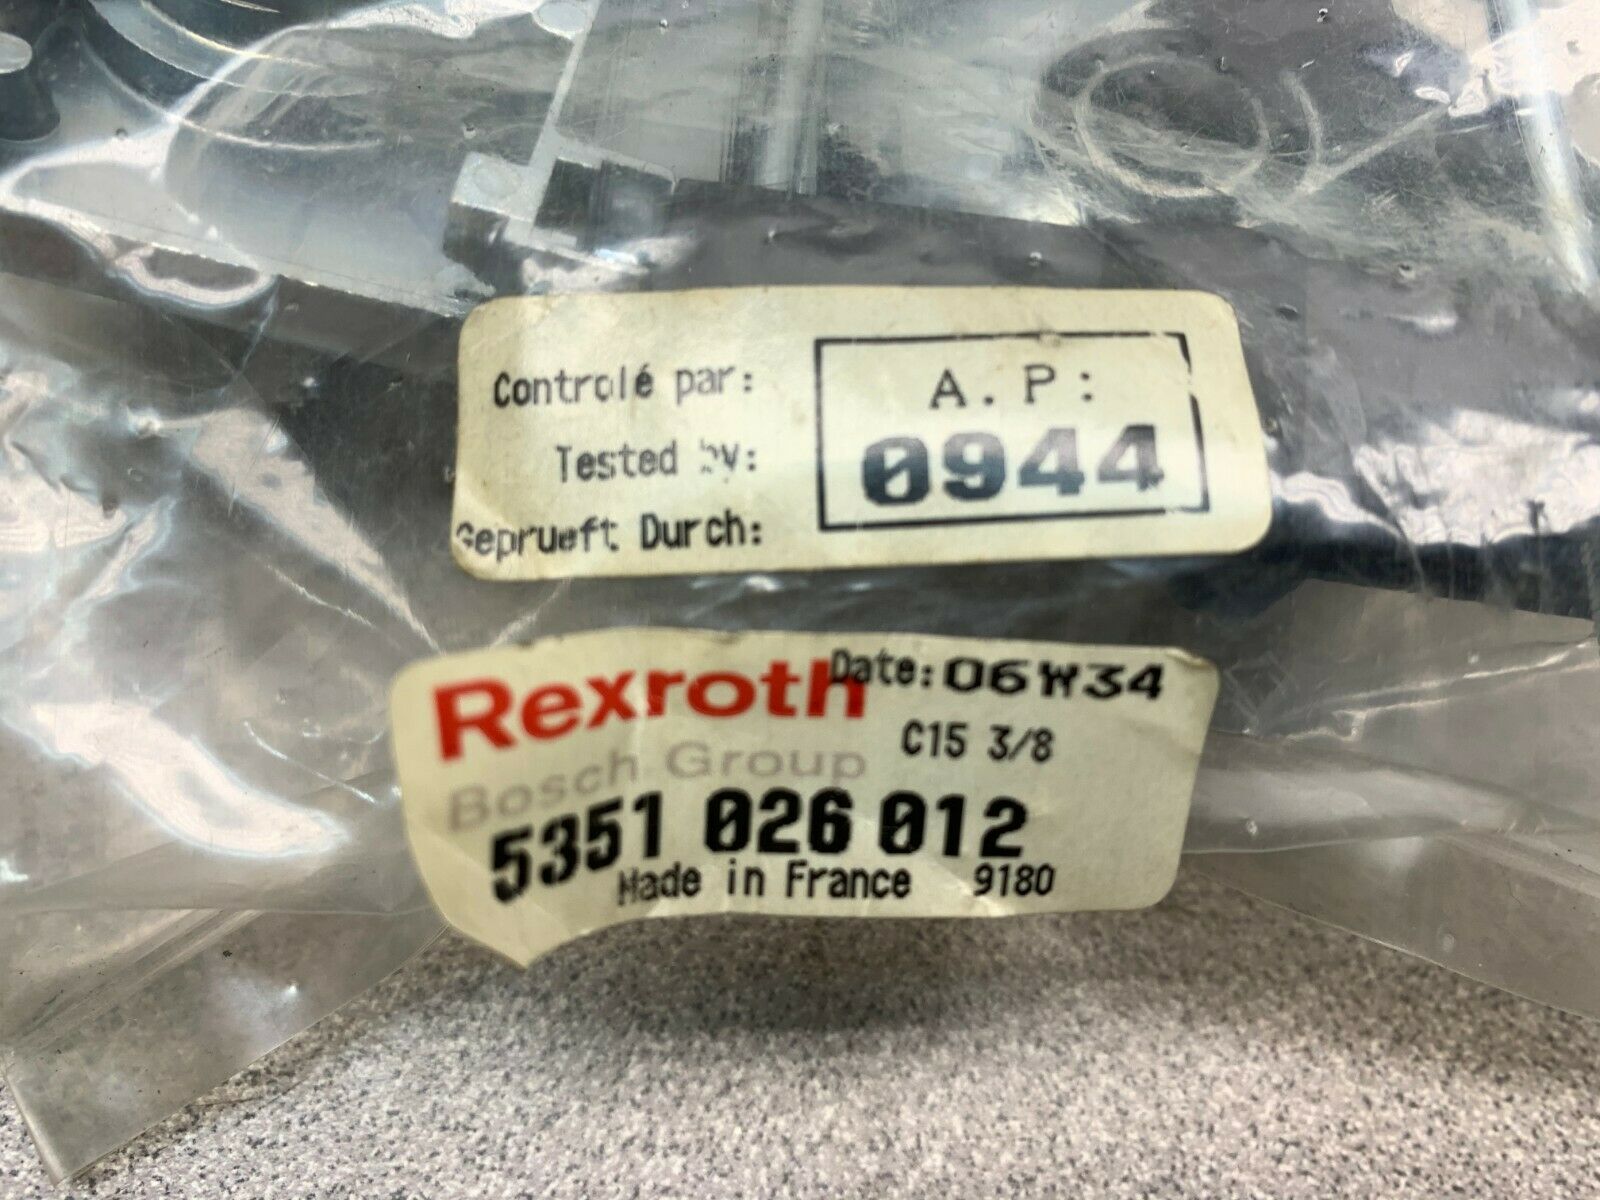 Controlé par:
Tested by:
Geprueft Durch:
A.P:
0944
Rexroth
Bosch Group
Date: 06W34
C15 3/8
5351 026 012
Made in France 9180